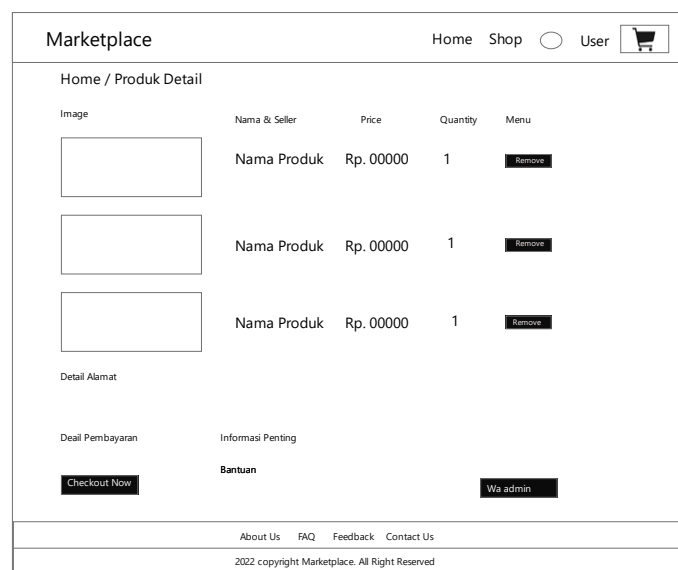 Marketplace Home Shop User
Home / Produk Detail
Image Nama & Seller Price Quantity Menu
Nama Produk Rp. 00000 1 Remove
Nama Produk Rp. 00000 1 Remove
Nama Produk Rp. 00000 1 Remove
Detail Alamat
Deail Pembayaran Informasi Penting
Bantuan
Checkout Now Wa admin
About Us FAQ Feedback Contact Us
2022 copyright Marketplace. All Right Reserved